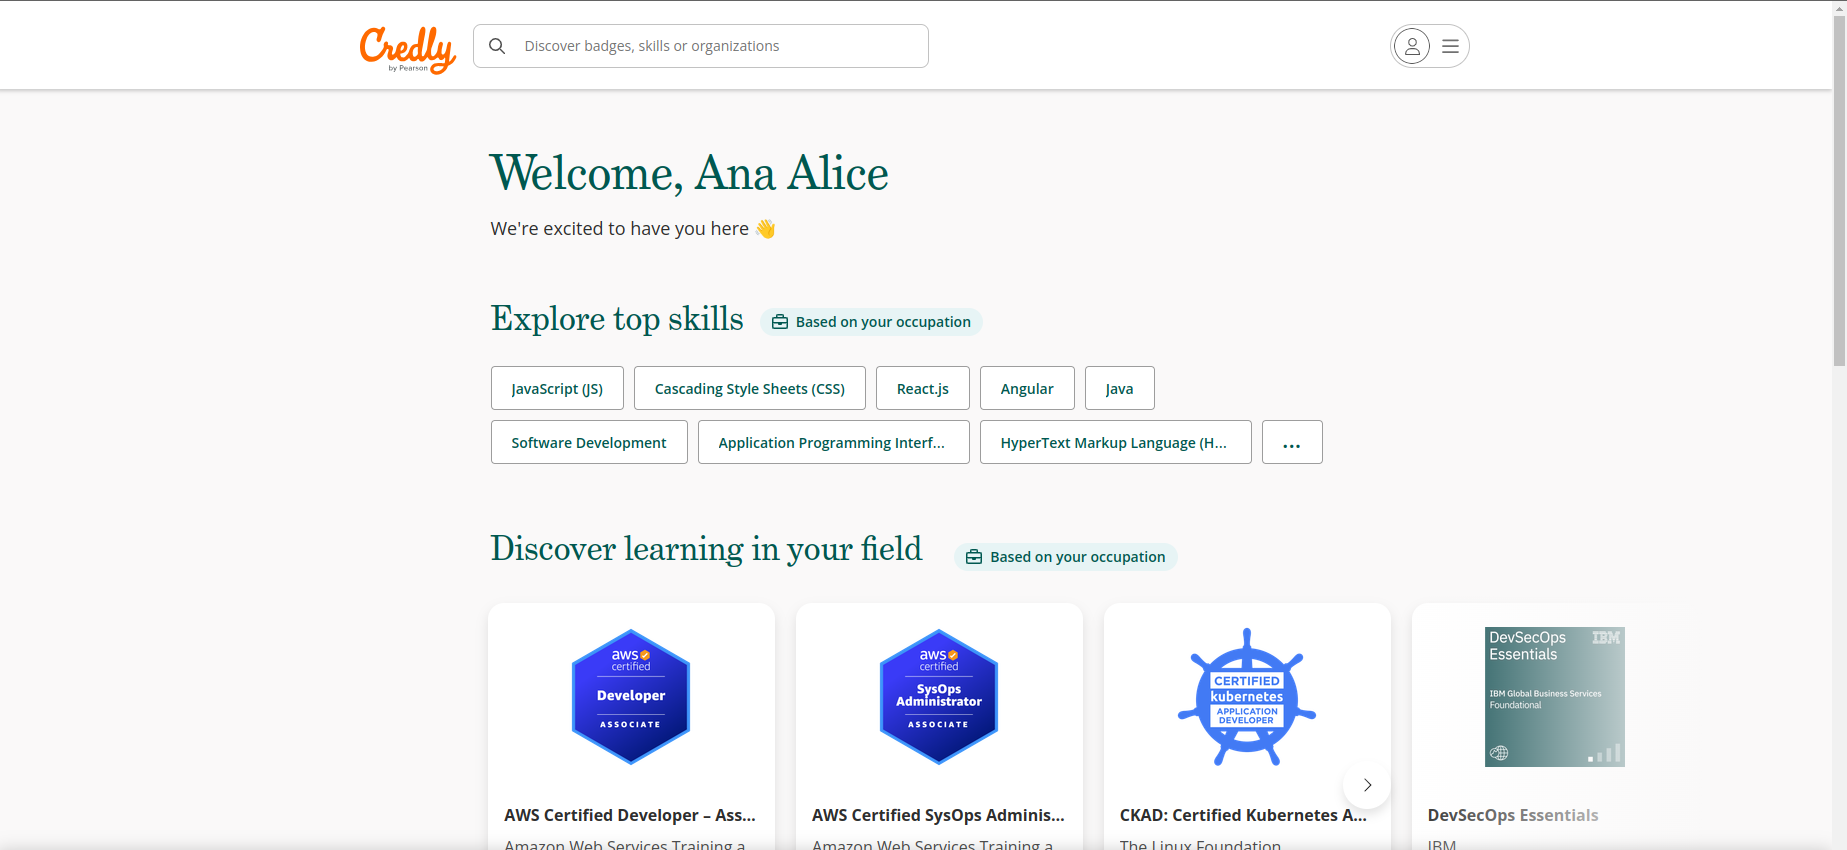 Credly
by Pearson
Discover badges, skills or organizations
Welcome, Ana Alice
We're excited to have you here 👋
Explore top skills
Based on your occupation
JavaScript (JS)
Cascading Style Sheets (CSS)
React.js
Angular
Java
Software Development
Application Programming Interf...
HyperText Markup Language (H...
...
Discover learning in your field
Based on your occupation
aws
certified
Developer
ASSOCIATE
AWS Certified Developer – Ass...
Amazon Web Services Training a
aws
certified
SysOps
Administrator
ASSOCIATE
AWS Certified SysOps Adminis...
Amazon Web Services Training a
CERTIFIED
kubernetes
APPLICATION
DEVELOPER
CKAD: Certified Kubernetes A...
The Linux Foundation
DevSecOps
Essentials
IBM
IBM Global Business Services
Foundational
DevSecOps Essentials
IBM